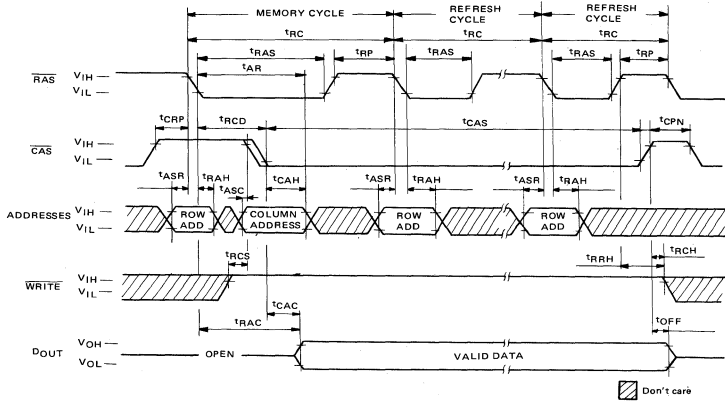 MEMORY CYCLE
REFRESH CYCLE
REFRESH CYCLE
tRC
tRC
tRC
tRAS
tRP
tRAS
tRAS
tRP
tAR
RAS
VIH
VIL
tCRP
tRCD
tCAS
tCPN
CAS
VIH
VIL
tASR
tRAH
tASC
tCAH
tASR
tRAH
tASR
tRAH
ADDRESSES
VIH
VIL
ROW ADD
COLUMN ADDRESS
ROW ADD
ROW ADD
tRCS
tRRH
tRCH
WRITE
VIH
VIL
tCAC
tRAC
tOFF
DOUT
VOH
VOL
OPEN
VALID DATA
Don't care